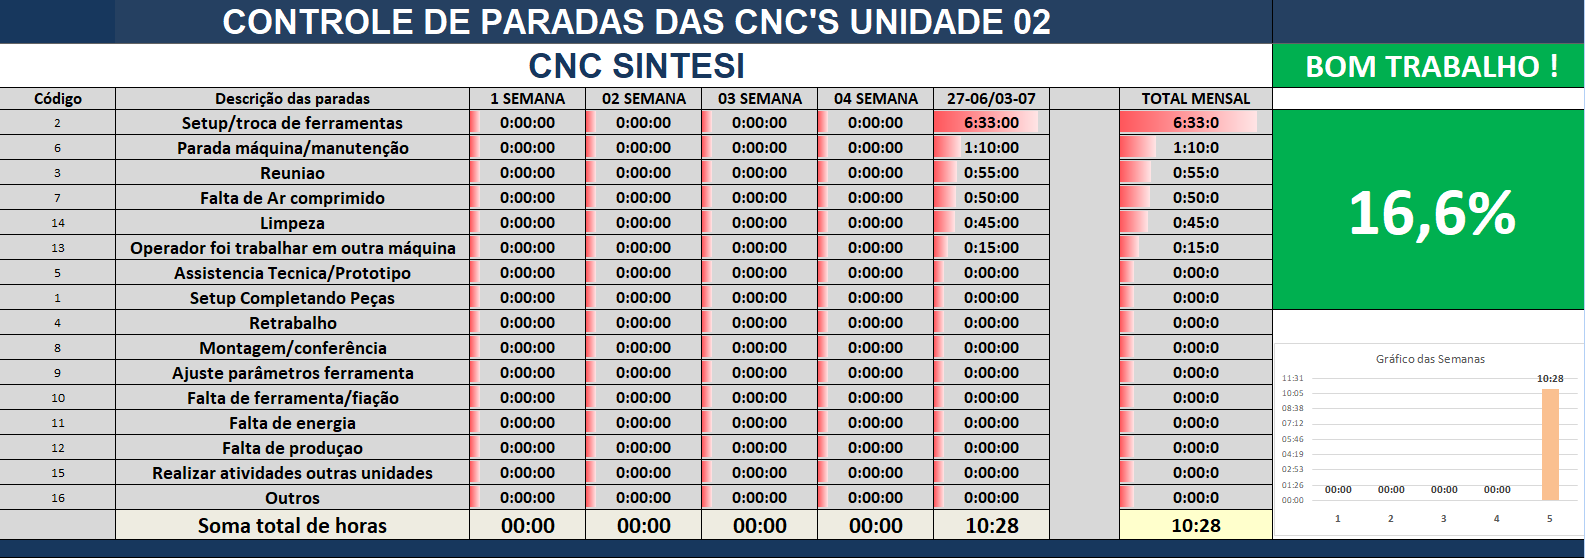 CONTROLE DE PARADAS DAS CNC'S UNIDADE 02
CNC SINTESI
BOM TRABALHO !
Código Descrição das paradas 1 SEMANA 02 SEMANA 03 SEMANA 04 SEMANA 27-06/03-07 TOTAL MENSAL
2 Setup/troca de ferramentas 0:00:00 0:00:00 0:00:00 0:00:00 6:33:00 6:33:0
6 Parada máquina/manutenção 0:00:00 0:00:00 0:00:00 0:00:00 1:10:00 1:10:0
3 Reuniao 0:00:00 0:00:00 0:00:00 0:00:00 0:55:00 0:55:0
7 Falta de Ar comprimido 0:00:00 0:00:00 0:00:00 0:00:00 0:50:00 0:50:0
14 Limpeza 0:00:00 0:00:00 0:00:00 0:00:00 0:45:00 0:45:0
13 Operador foi trabalhar em outra máquina 0:00:00 0:00:00 0:00:00 0:00:00 0:15:00 0:15:0
5 Assistencia Tecnica/Prototipo 0:00:00 0:00:00 0:00:00 0:00:00 0:00:00 0:00:0
1 Setup Completando Peças 0:00:00 0:00:00 0:00:00 0:00:00 0:00:00 0:00:0
4 Retrabalho 0:00:00 0:00:00 0:00:00 0:00:00 0:00:00 0:00:0
8 Montagem/conferência 0:00:00 0:00:00 0:00:00 0:00:00 0:00:00 0:00:0
9 Ajuste parâmetros ferramenta 0:00:00 0:00:00 0:00:00 0:00:00 0:00:00 0:00:0
10 Falta de ferramenta/fiação 0:00:00 0:00:00 0:00:00 0:00:00 0:00:00 0:00:0
11 Falta de energia 0:00:00 0:00:00 0:00:00 0:00:00 0:00:00 0:00:0
12 Falta de produçao 0:00:00 0:00:00 0:00:00 0:00:00 0:00:00 0:00:0
15 Realizar atividades outras unidades 0:00:00 0:00:00 0:00:00 0:00:00 0:00:00 0:00:0
16 Outros 0:00:00 0:00:00 0:00:00 0:00:00 0:00:00 0:00:0
Soma total de horas 00:00 00:00 00:00 00:00 10:28 10:28
16,6%
Gráfico das Semanas
11:31
10:05
08:38
07:12
05:46
04:19
02:53
01:26
00:00
00:00 00:00 00:00 00:00 10:28
1 2 3 4 5